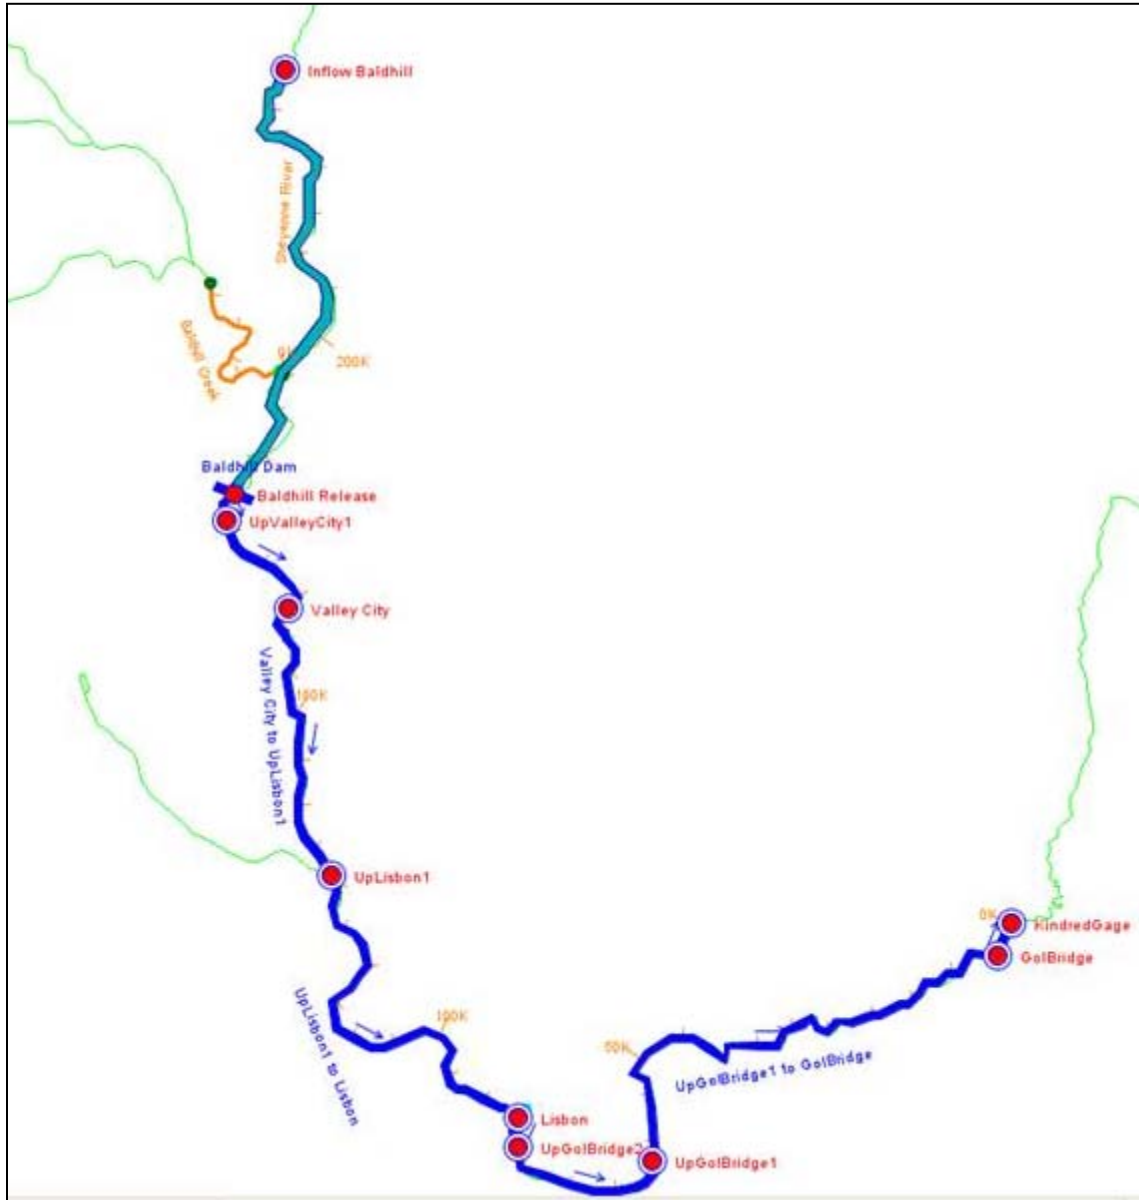 Inflow Baldhill
Sheyenne River
Baldhill Creek
200K
Baldhill Dam
Baldhill Release
UpValleyCity1
Valley City
Valley City to UpLisbon1
UpLisbon1
0K
KindredGage
GolBridge
UpLisbon1 to Lisbon
100K
50K
UpGolBridge1 to GolBridge
Lisbon
UpGolBridge2
UpGolBridge1